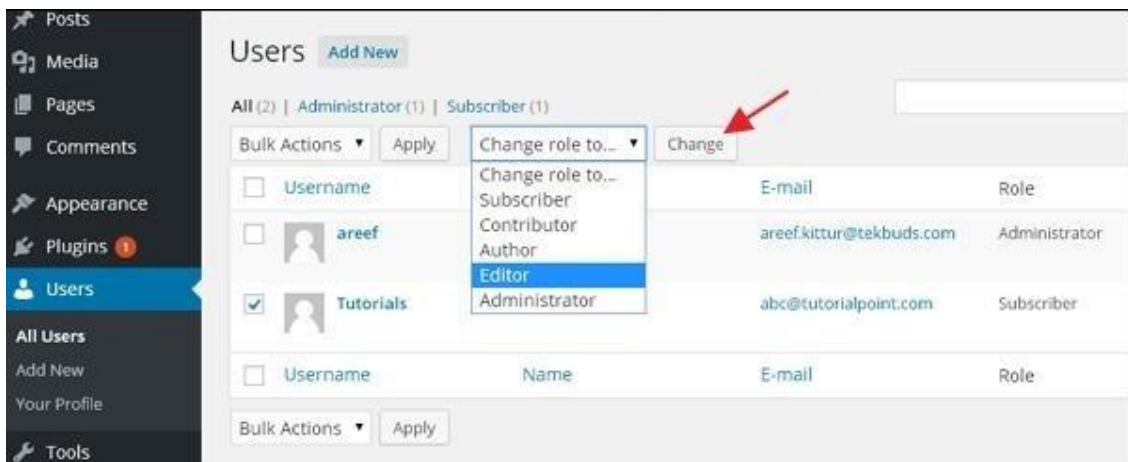 Posts
Media
Pages
Comments
Appearance
Plugins 1
Users
All Users
Add New
Your Profile
Tools
Users Add New
All (2) | Administrator (1) | Subscriber (1)
Bulk Actions Apply Change role to... Change
Change role to...
Subscriber
Contributor
Author
Editor
Administrator
Username E-mail Role
areef areef.kittur@tekbuds.com Administrator
Tutorials abc@tutorialpoint.com Subscriber
Username Name E-mail Role
Bulk Actions Apply